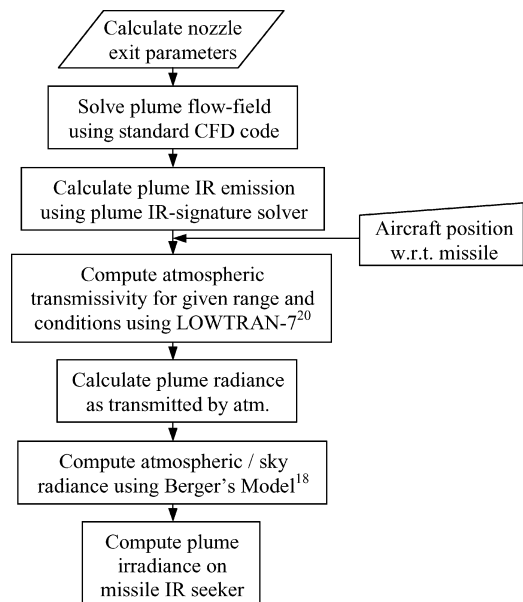 Calculate nozzle
exit parameters
Solve plume flow-field
using standard CFD code
Calculate plume IR emission
using plume IR-signature solver
Aircraft position
w.r.t. missile
Compute atmospheric
transmissivity for given range and
conditions using LOWTRAN-7²⁰
Calculate plume radiance
as transmitted by atm.
Compute atmospheric / sky
radiance using Berger's Model¹⁸
Compute plume
irradiance on
missile IR seeker